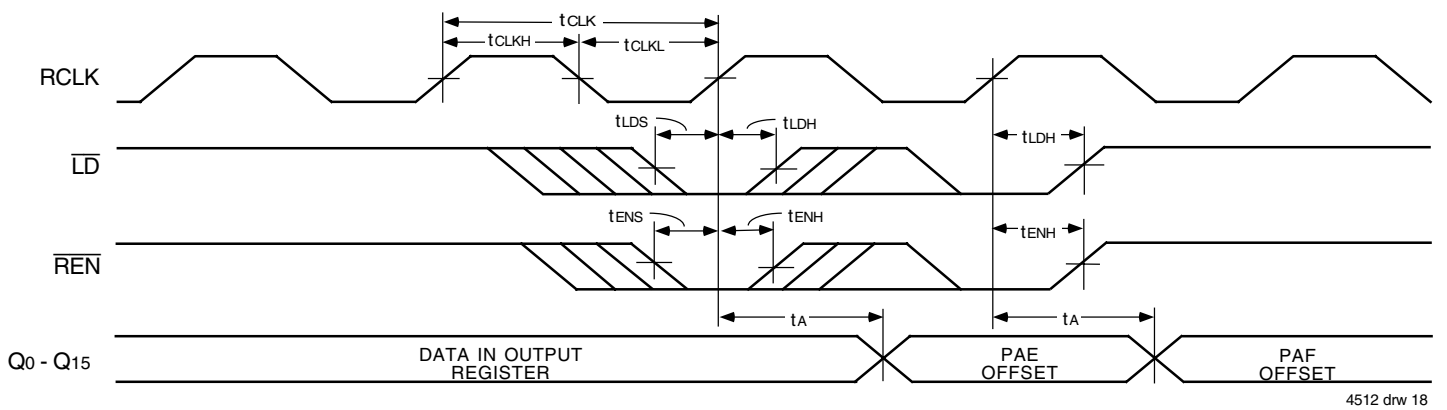 tCLK
tCLKH
tCLKL
RCLK
tLDS
tLDH
tLDH
LD
tENS
tENH
tENH
REN
tA
tA
Q0 - Q15
DATA IN OUTPUT
REGISTER
PAE
OFFSET
PAF
OFFSET
4512 drw 18